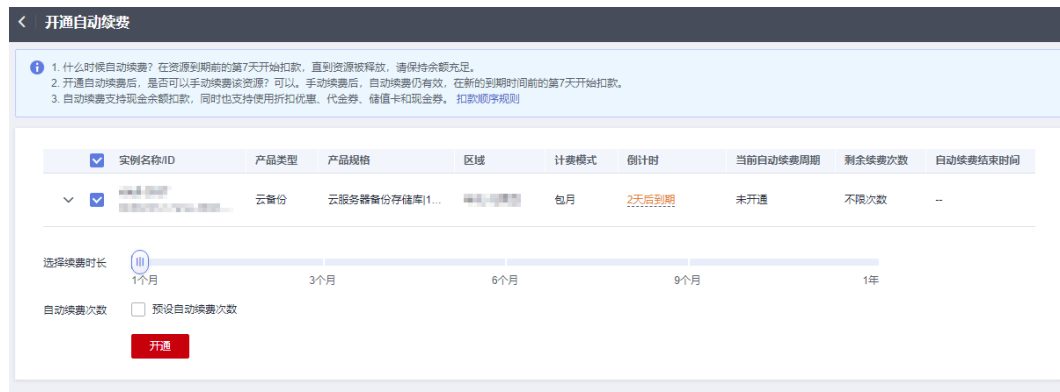 开通自动续费
1. 什么时候自动续费？在资源到期前的第7天开始扣款，直到资源被释放，请保持余额充足。
2. 开通自动续费后，是否可以手动续费该资源？可以。手动续费后，自动续费仍有效，在新的到期时间前的第7天开始扣款。
3. 自动续费支持现金余额扣款，同时也支持使用折扣优惠、代金券、储值卡和现金券。 扣款顺序规则
实例名称/ID 产品类型 产品规格 区域 计费模式 倒计时 当前自动续费周期 剩余续费次数 自动续费结束时间
云备份 云服务器备份存储库|1... 包月 2天后到期 未开通 不限次数 --
选择续费时长
1个月 3个月 6个月 9个月 1年
自动续费次数 预设自动续费次数
开通